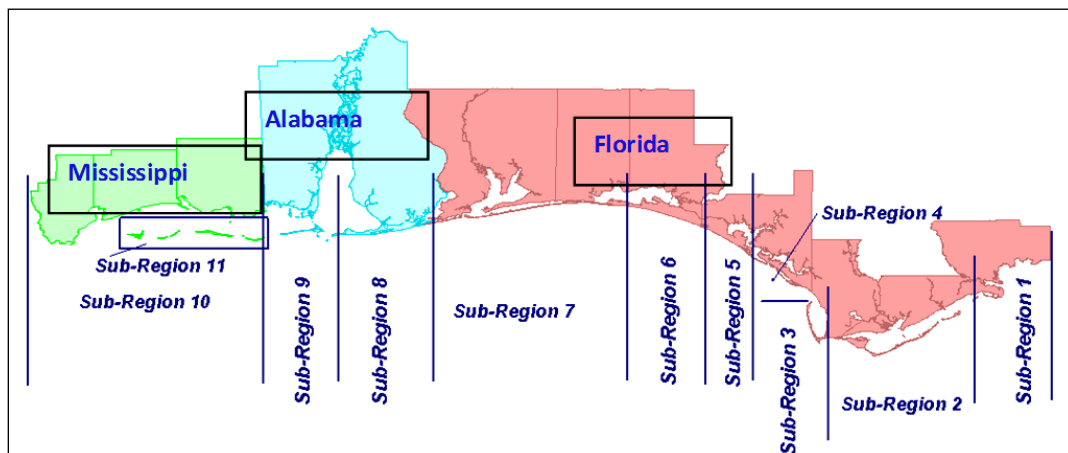 Alabama
Florida
Mississippi
Sub-Region 4
Sub-Region 11
Sub-Region 10
Sub-Region 9
Sub-Region 8
Sub-Region 7
Sub-Region 6
Sub-Region 5
Sub-Region 3
Sub-Region 2
Sub-Region 1